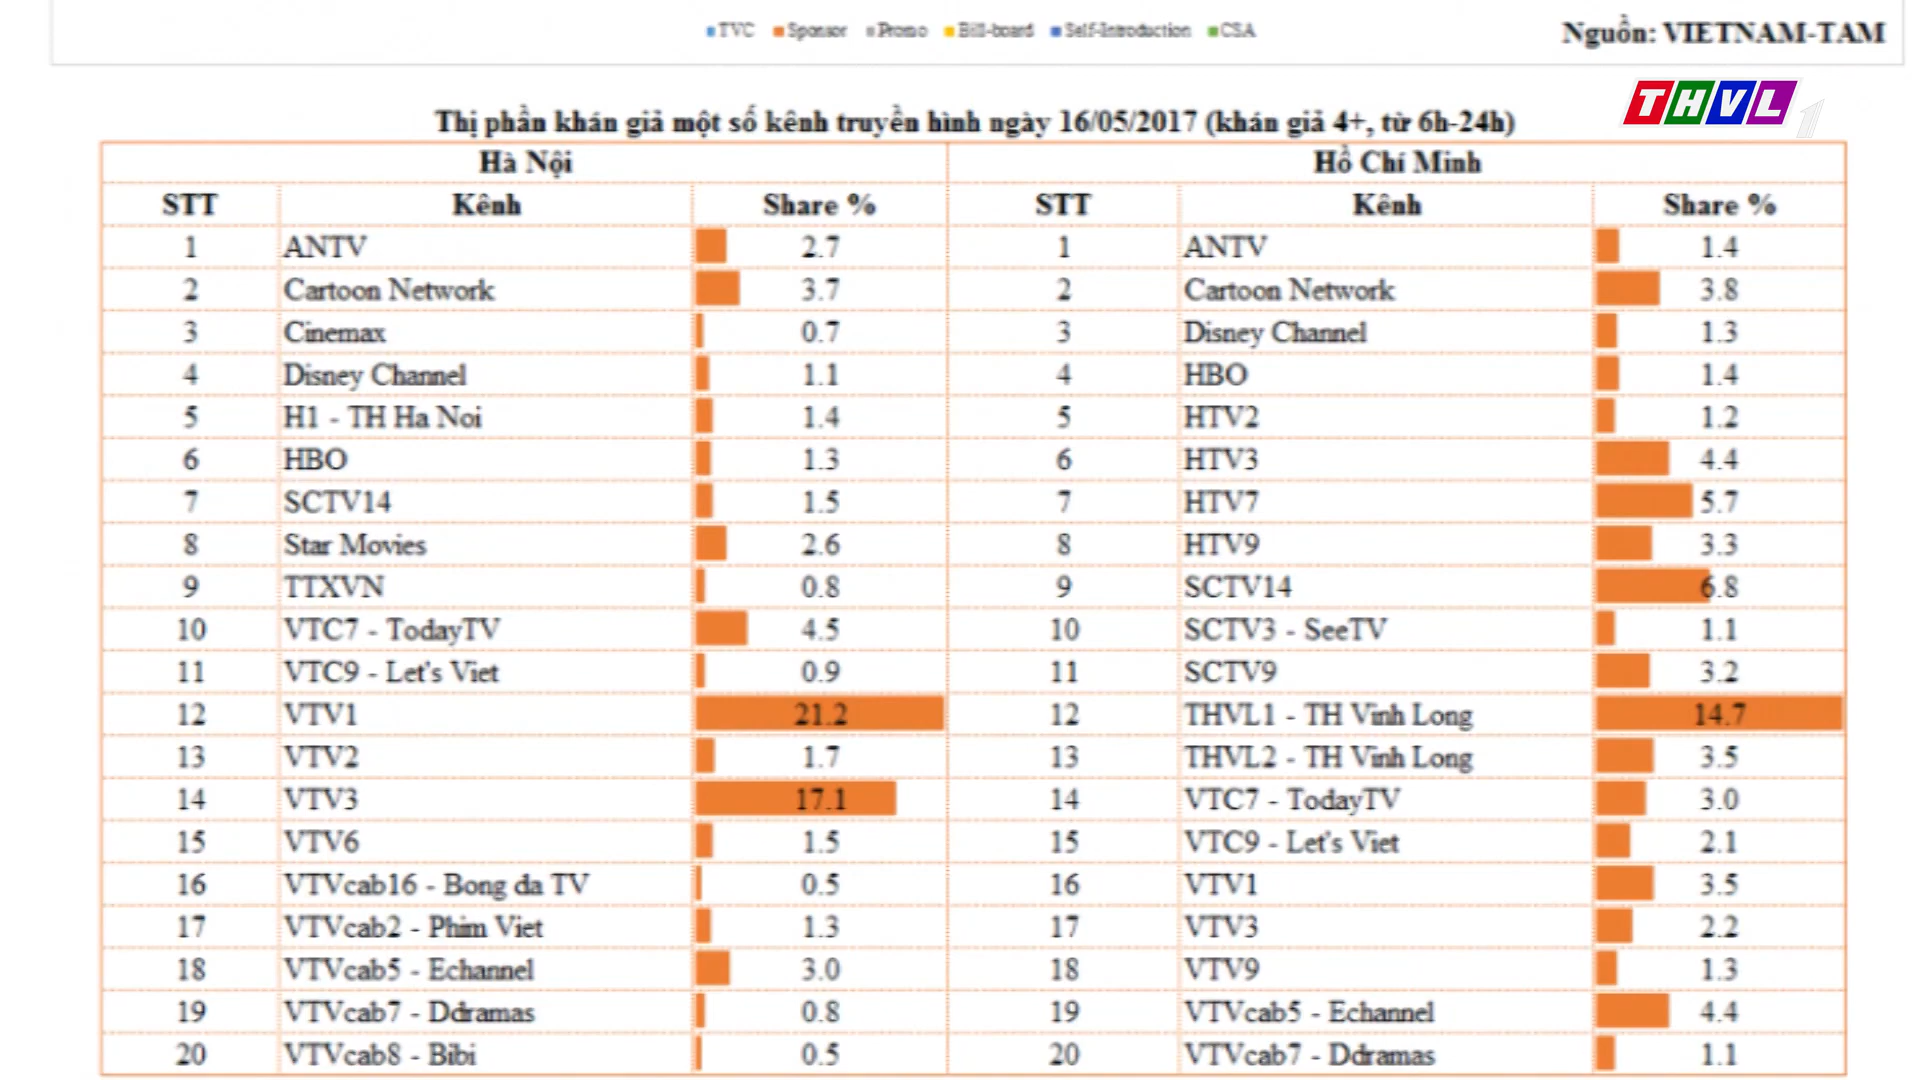 TVC Sponsor Promo Bill-board Self-Introduction CSA
Nguồn: VIETNAM-TAM
THVL1
Thị phần khán giả một số kênh truyền hình ngày 16/05/2017 (khán giả 4+, từ 6h-24h)
Hà Nội Hồ Chí Minh
STT Kênh Share % STT Kênh Share %
1 ANTV 2.7 1 ANTV 1.4
2 Cartoon Network 3.7 2 Cartoon Network 3.8
3 Cinemax 0.7 3 Disney Channel 1.3
4 Disney Channel 1.1 4 HBO 1.4
5 H1 - TH Ha Noi 1.4 5 HTV2 1.2
6 HBO 1.3 6 HTV3 4.4
7 SCTV14 1.5 7 HTV7 5.7
8 Star Movies 2.6 8 HTV9 3.3
9 TTXVN 0.8 9 SCTV14 6.8
10 VTC7 - TodayTV 4.5 10 SCTV3 - SeeTV 1.1
11 VTC9 - Let's Viet 0.9 11 SCTV9 3.2
12 VTV1 21.2 12 THVL1 - TH Vinh Long 14.7
13 VTV2 1.7 13 THVL2 - TH Vinh Long 3.5
14 VTV3 17.1 14 VTC7 - TodayTV 3.0
15 VTV6 1.5 15 VTC9 - Let's Viet 2.1
16 VTVcab16 - Bong da TV 0.5 16 VTV1 3.5
17 VTVcab2 - Phim Viet 1.3 17 VTV3 2.2
18 VTVcab5 - Echannel 3.0 18 VTV9 1.3
19 VTVcab7 - Ddramas 0.8 19 VTVcab5 - Echannel 4.4
20 VTVcab8 - Bibi 0.5 20 VTVcab7 - Ddramas 1.1